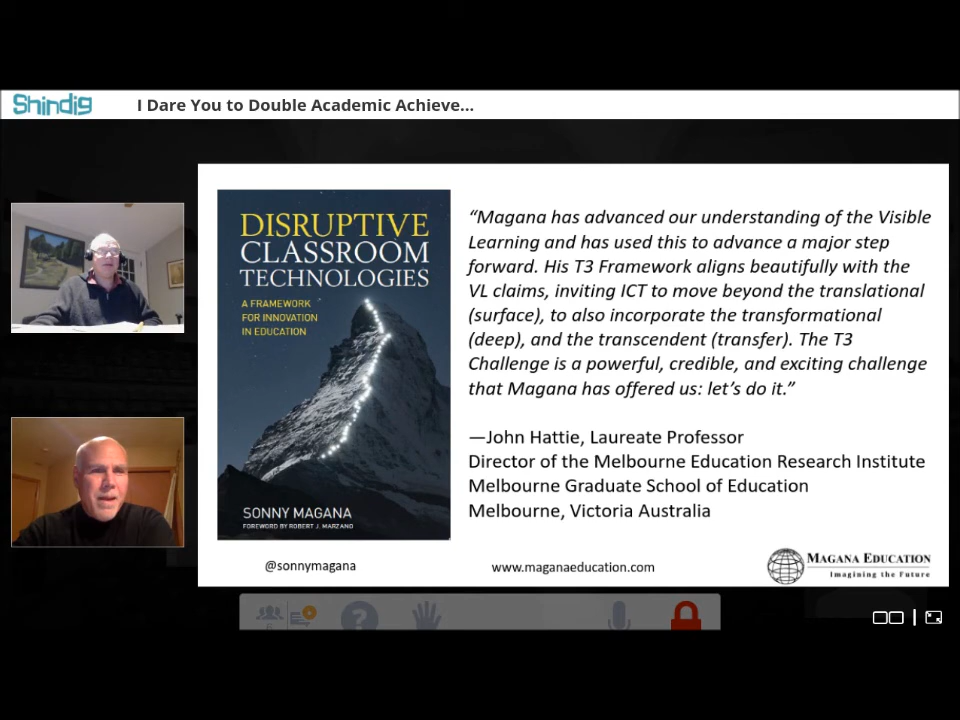 Shindig
I Dare You to Double Academic Achieve...
DISRUPTIVE
CLASSROOM
TECHNOLOGIES
A FRAMEWORK
FOR INNOVATION
IN EDUCATION
SONNY MAGANA
FOREWORD BY ROBERT J. MARZANO
“Magana has advanced our understanding of the Visible
Learning and has used this to advance a major step
forward. His T3 Framework aligns beautifully with the
VL claims, inviting ICT to move beyond the translational
(surface), to also incorporate the transformational
(deep), and the transcendent (transfer). The T3
Challenge is a powerful, credible, and exciting challenge
that Magana has offered us: let’s do it.”
—John Hattie, Laureate Professor
Director of the Melbourne Education Research Institute
Melbourne Graduate School of Education
Melbourne, Victoria Australia
@sonnymagana
www.maganaeducation.com
MAGANA EDUCATION
Imagining the Future
?